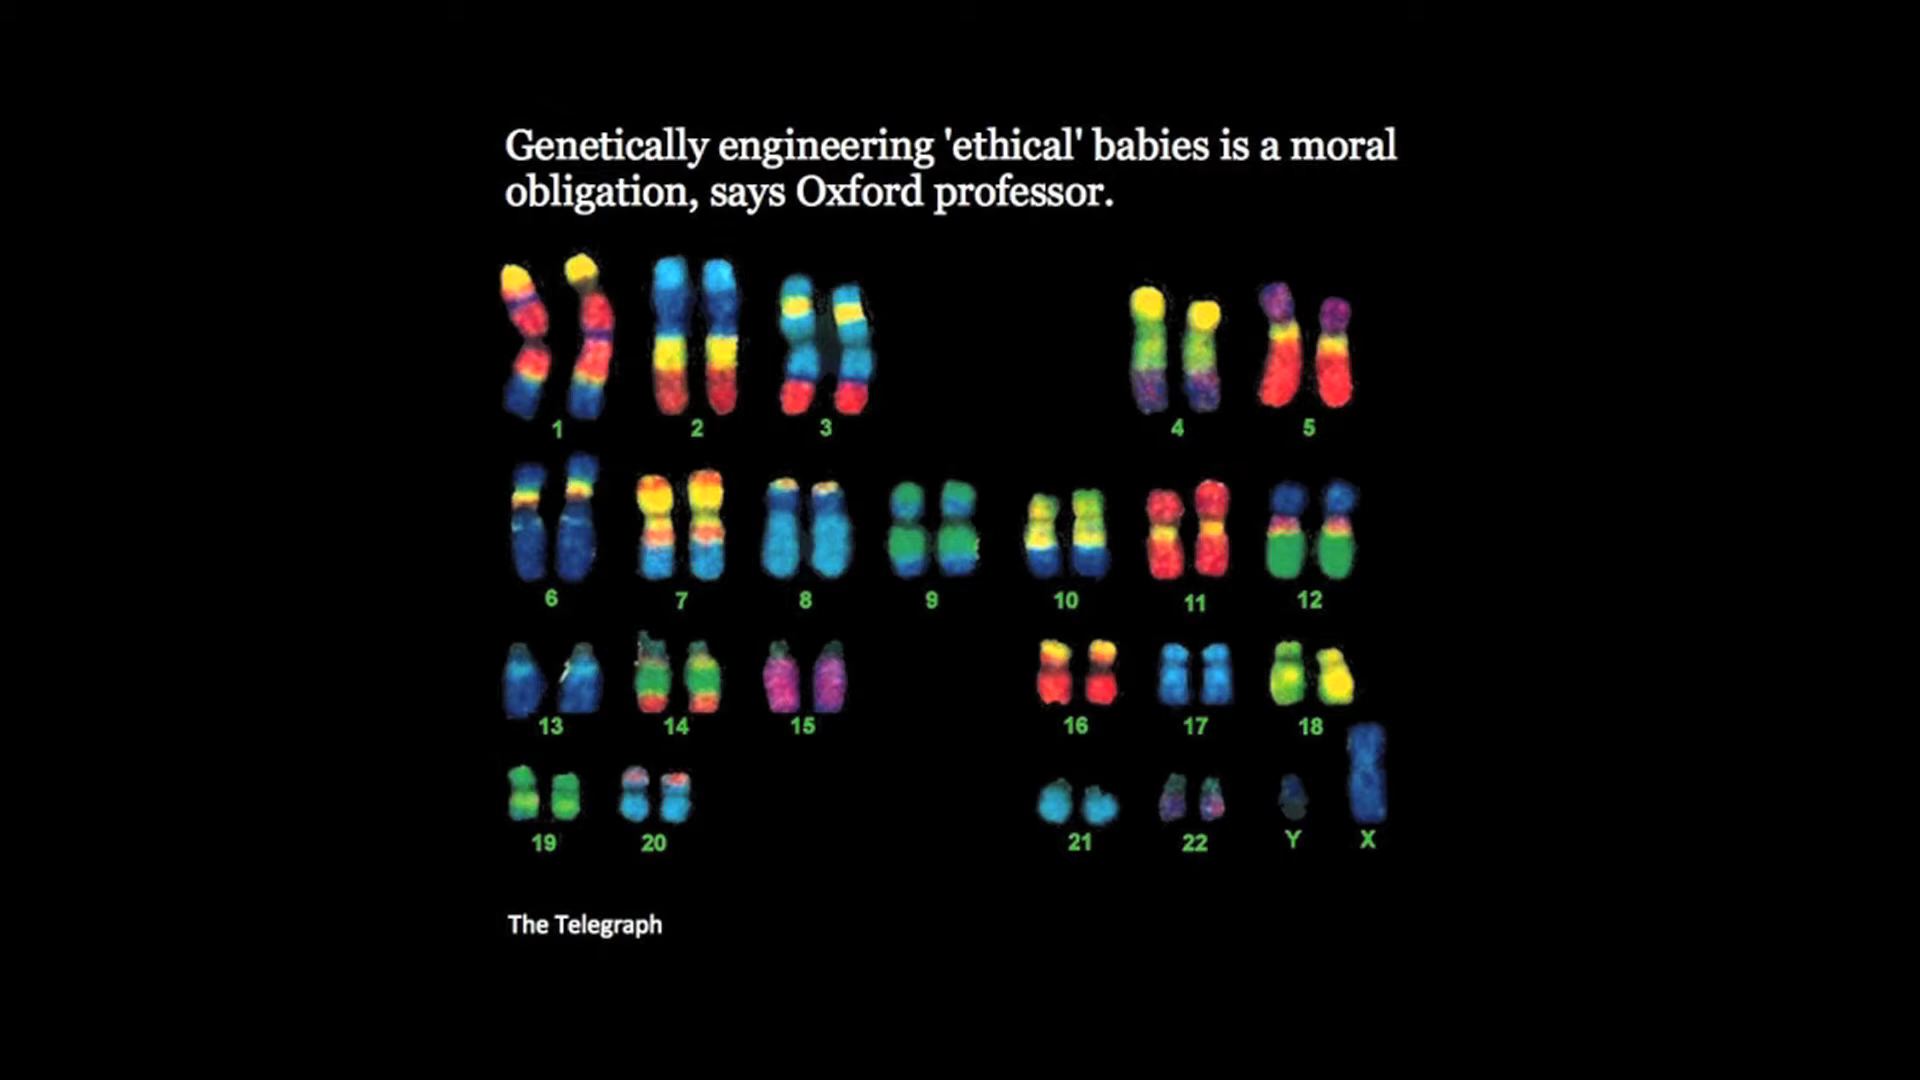 Genetically engineering 'ethical' babies is a moral
obligation, says Oxford professor.
1 2 3 4 5
6 7 8 9 10 11 12
13 14 15 16 17 18
19 20 21 22 Y X
The Telegraph